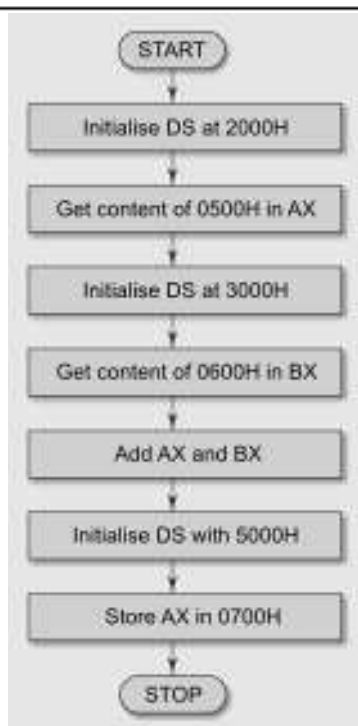 START
Initialise DS at 2000H
Get content of 0500H in AX
Initialise DS at 3000H
Get content of 0600H in BX
Add AX and BX
Initialise DS with 5000H
Store AX in 0700H
STOP